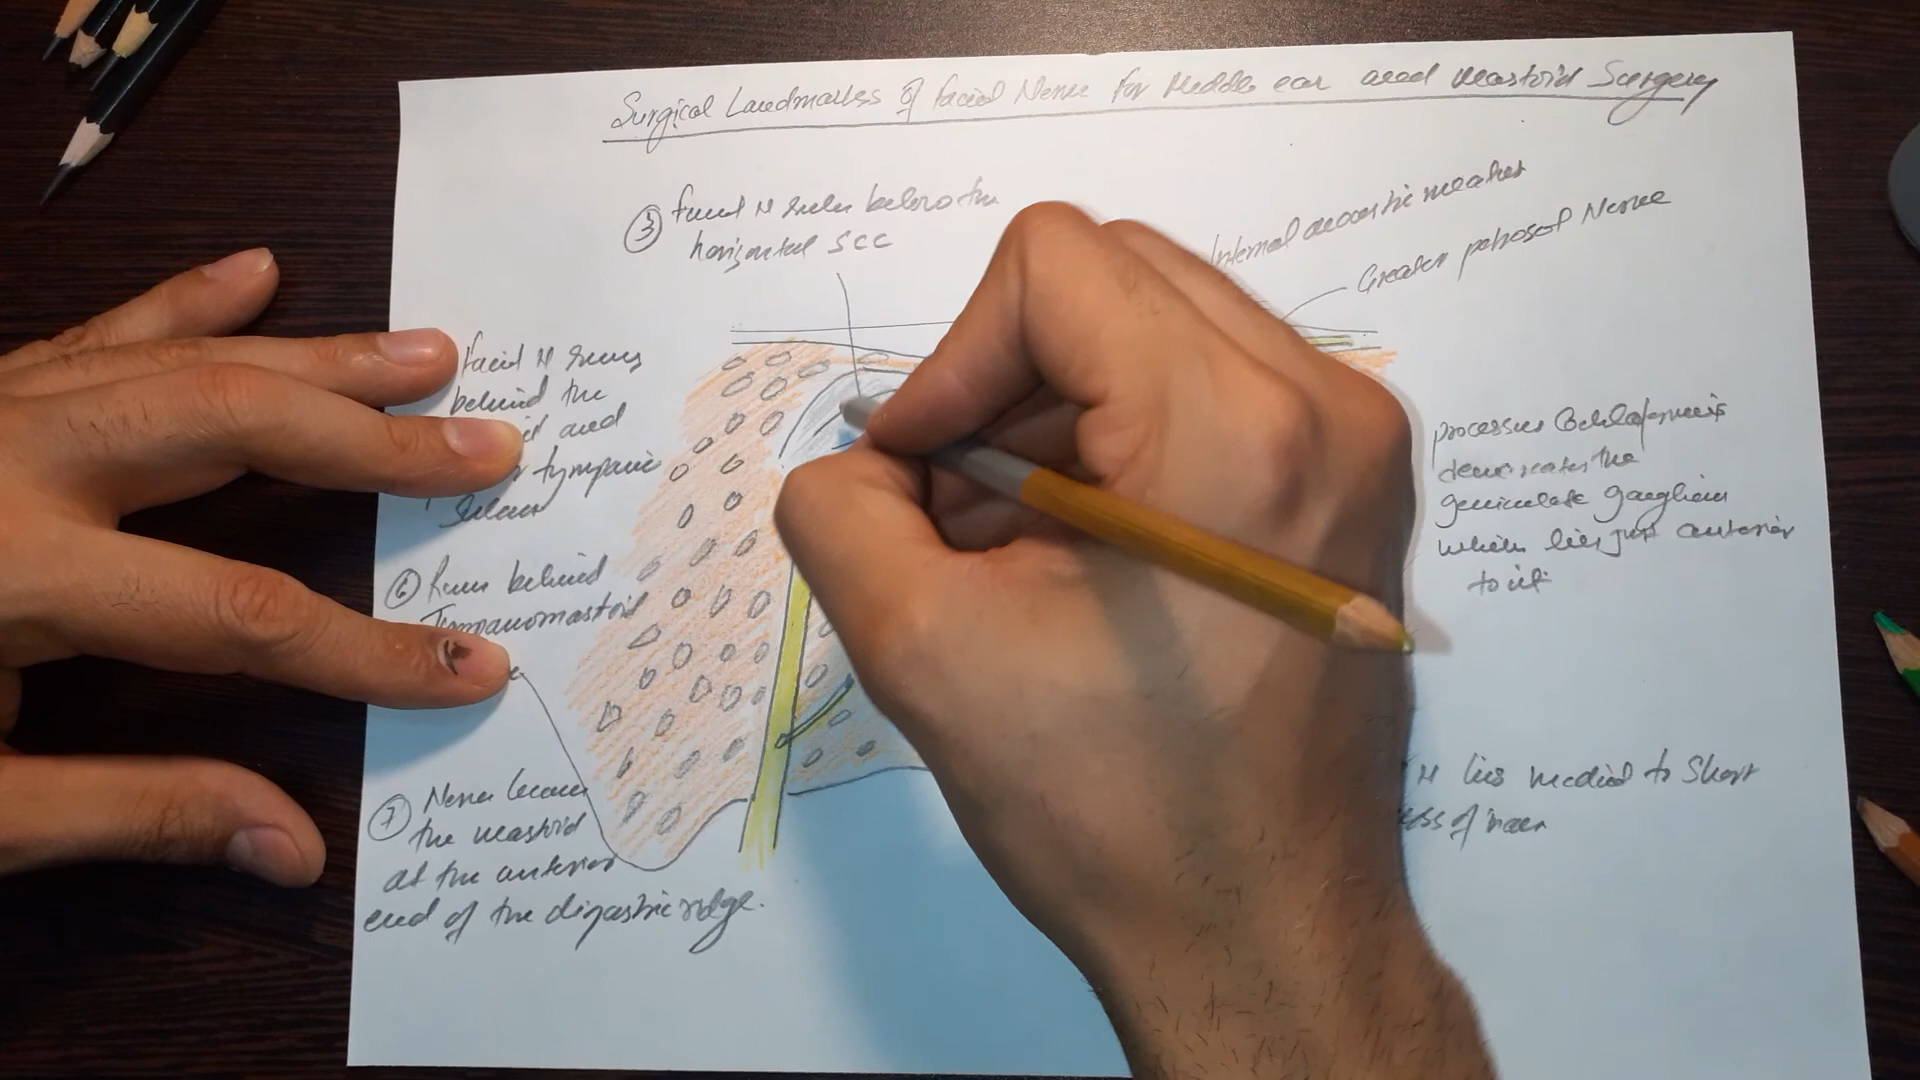 Surgical Landmarks of facial Nerve for Middle ear and Mastoid Surgery
③ facial N below the
horizontal SCC
Internal acoustic meatus
Greater petrosal Nerve
facial N runs
behind the
and
tympanic
⑥ Runs behind
Tympanomastoid
⑦ Nerve leaves
the mastoid
at the anterior
end of the digastric ridge.
processus Cochleariformis
the
geniculate ganglion
which lies just anterior
to it
N lies medial to Short
of incus